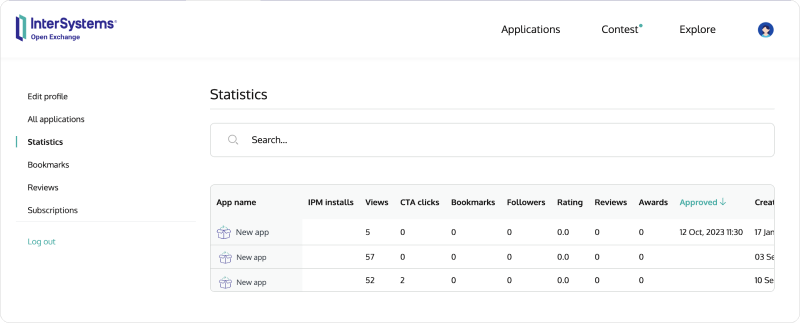 InterSystems®
Open Exchange
Applications Contest Explore
Edit profile
All applications
Statistics
Bookmarks
Reviews
Subscriptions
Log out
Statistics
Search...
App name IPM installs Views CTA clicks Bookmarks Followers Rating Reviews Awards Approved ↓ Creat
New app 5 0 0 0 0.0 0 0 12 Oct, 2023 11:30 17 Jan
New app 57 0 0 0 0.0 0 0 03 Se
New app 52 2 0 0 0.0 0 0 10 Se